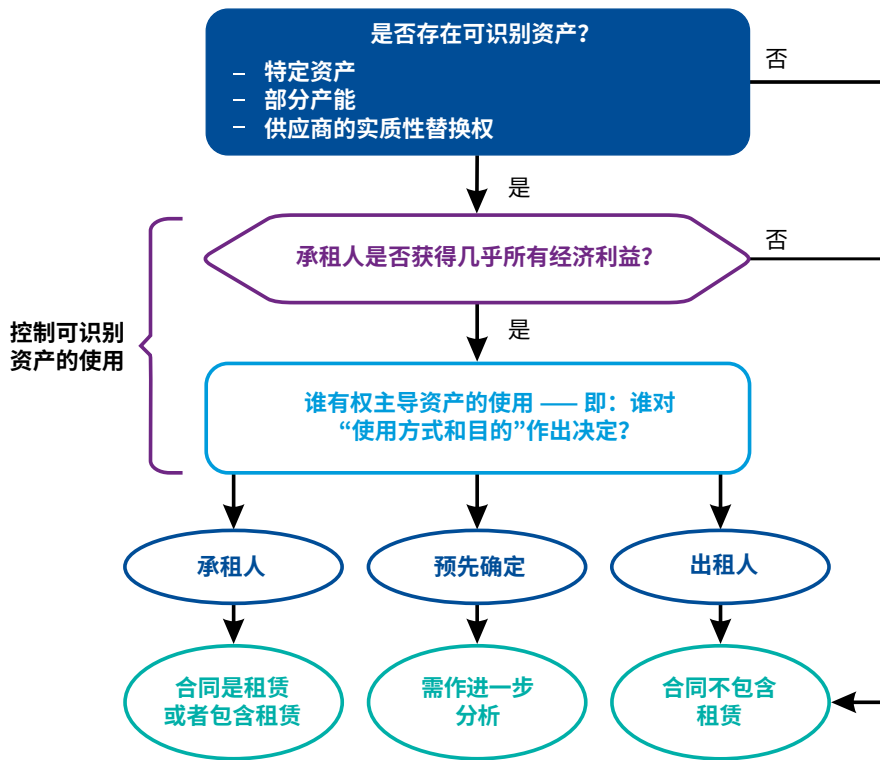 是否存在可识别资产？
– 特定资产
– 部分产能
– 供应商的实质性替换权
否
是
承租人是否获得几乎所有经济利益？
否
是
控制可识别
资产的使用
谁有权主导资产的使用 —— 即：谁对
“使用方式和目的”作出决定？
承租人
预先确定
出租人
合同是租赁
或者包含租赁
需作进一步
分析
合同不包含
租赁